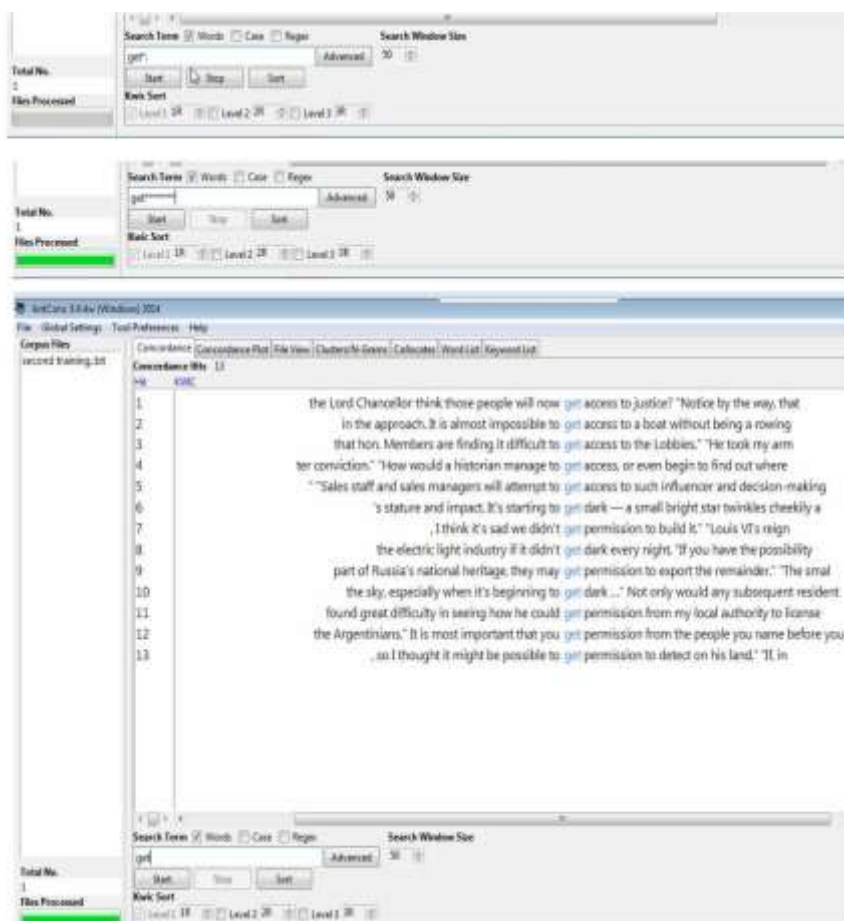 Search Term Words Case Regex Search Window Size
get*\ Advanced 50
Start Stop Sort
Total No.
1
Files Processed
Kwic Sort
Level 1 1R Level 2 2R Level 3 3R
Search Term Words Case Regex Search Window Size
Advanced 50
Start Stop Sort
Total No.
1
Files Processed
Kwic Sort
Level 1 1R Level 2 2R Level 3 3R
AntConc (Windows) 2014
File Global Settings Tool Preferences Help
Corpus Files
second training.txt
Concordance Concordance Plot File View Clusters/N-Grams Collocates Word List Keyword List
Concordance Hits 13
Hit KWIC
1 the Lord Chancellor think those people will now get access to justice? "Notice by the way, that
2 in the approach. It is almost impossible to get access to a boat without being a rowing
3 that hon. Members are finding it difficult to get access to the Lobbies." "He took my arm
4 ter conviction." "How would a historian manage to get access, or even begin to find out where
5 " "Sales staff and sales managers will attempt to get access to such influencer and decision-making
6 's stature and impact. It's starting to get dark — a small bright star twinkles cheekily a
7 , I think it's sad we didn't get permission to build it." "Louis VI's reign
8 the electric light industry if it didn't get dark every night. "If you have the possibility
9 part of Russia's national heritage, they may get permission to export the remainder." "The smal
10 the sky, especially when it's beginning to get dark ..." Not only would any subsequent resident
11 found great difficulty in seeing how he could get permission from my local authority to license
12 the Argentinians." It is most important that you get permission from the people you name before you
13 , so I thought it might be possible to get permission to detect on his land." "If, in
Search Term Words Case Regex Search Window Size
get Advanced 50
Start Stop Sort
Total No.
1
Files Processed
Kwic Sort
Level 1 1R Level 2 2R Level 3 3R